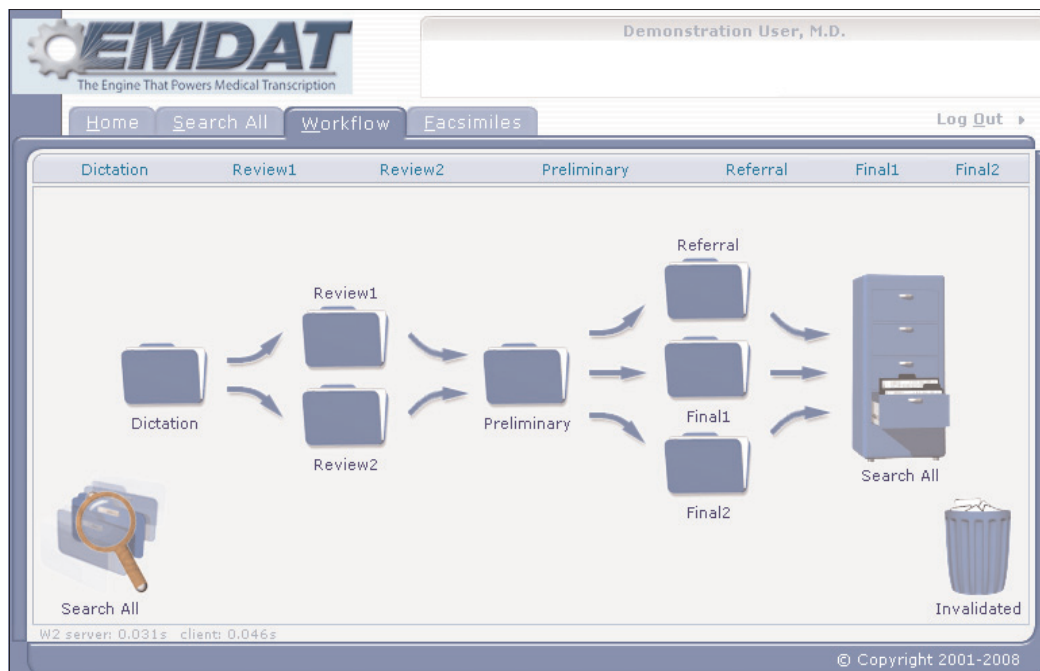 EMDAT
The Engine That Powers Medical Transcription
Demonstration User, M.D.
Home Search All Workflow Facsimiles Log Out
Dictation Review1 Review2 Preliminary Referral Final1 Final2
Referral
Review1
Dictation
Preliminary
Final1
Review2
Search All
Final2
Search All
Invalidated
W2 server: 0.031s client: 0.046s
© Copyright 2001-2008